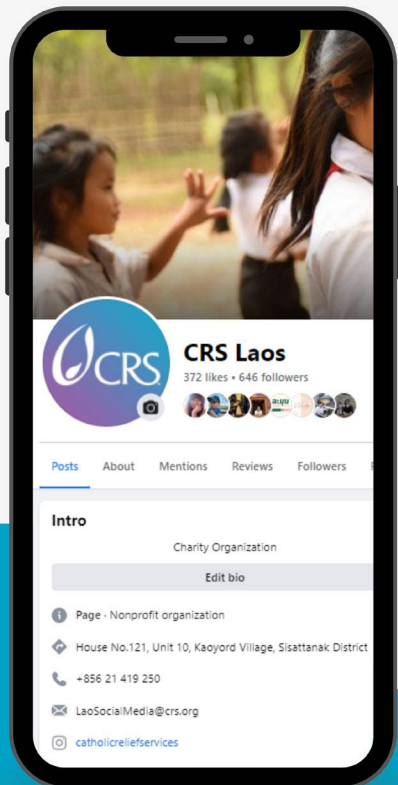 CRS
CRS Laos
372 likes • 646 followers
Posts About Mentions Reviews Followers
Intro
Charity Organization
Edit bio
Page · Nonprofit organization
House No.121, Unit 10, Kaoyord Village, Sisattanak District
+856 21 419 250
LaoSocialMedia@crs.org
catholicreliefservices